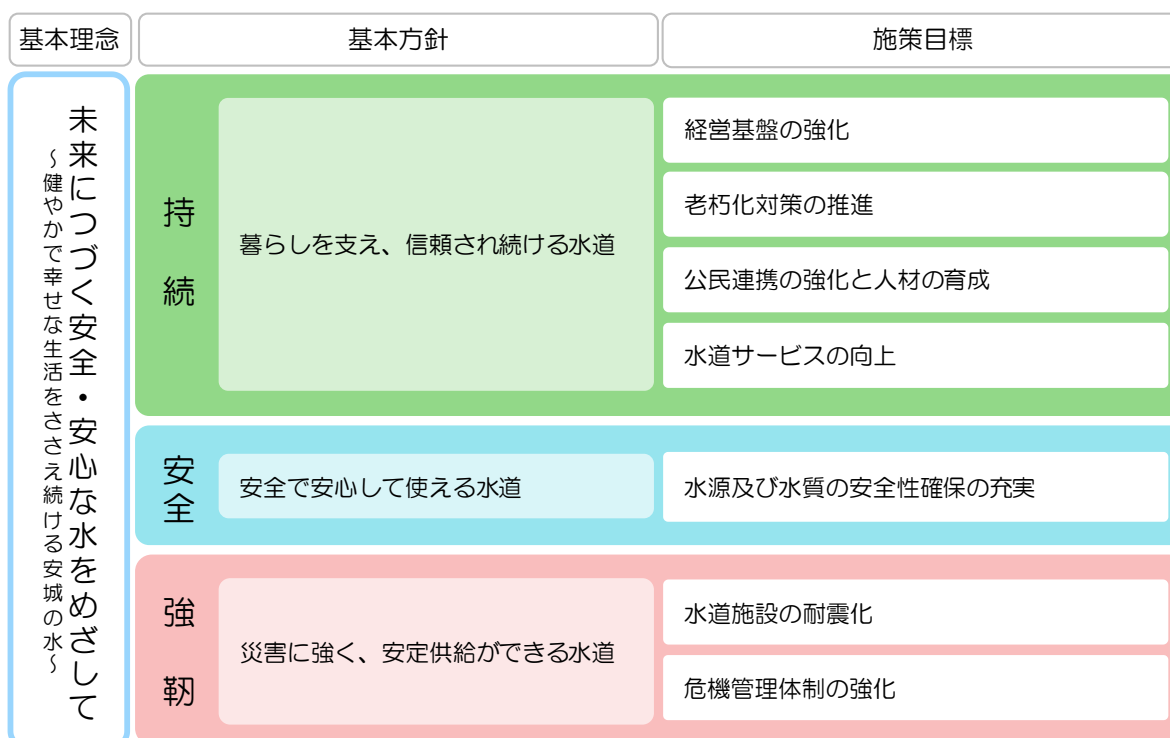 基本理念
基本方針
施策目標
未来につづく安全・安心な水をめざして
～健やかで幸せな生活をささえ続ける安城の水～
持続
暮らしを支え、信頼され続ける水道
経営基盤の強化
老朽化対策の推進
公民連携の強化と人材の育成
水道サービスの向上
安全
安全で安心して使える水道
水源及び水質の安全性確保の充実
強靭
災害に強く、安定供給ができる水道
水道施設の耐震化
危機管理体制の強化